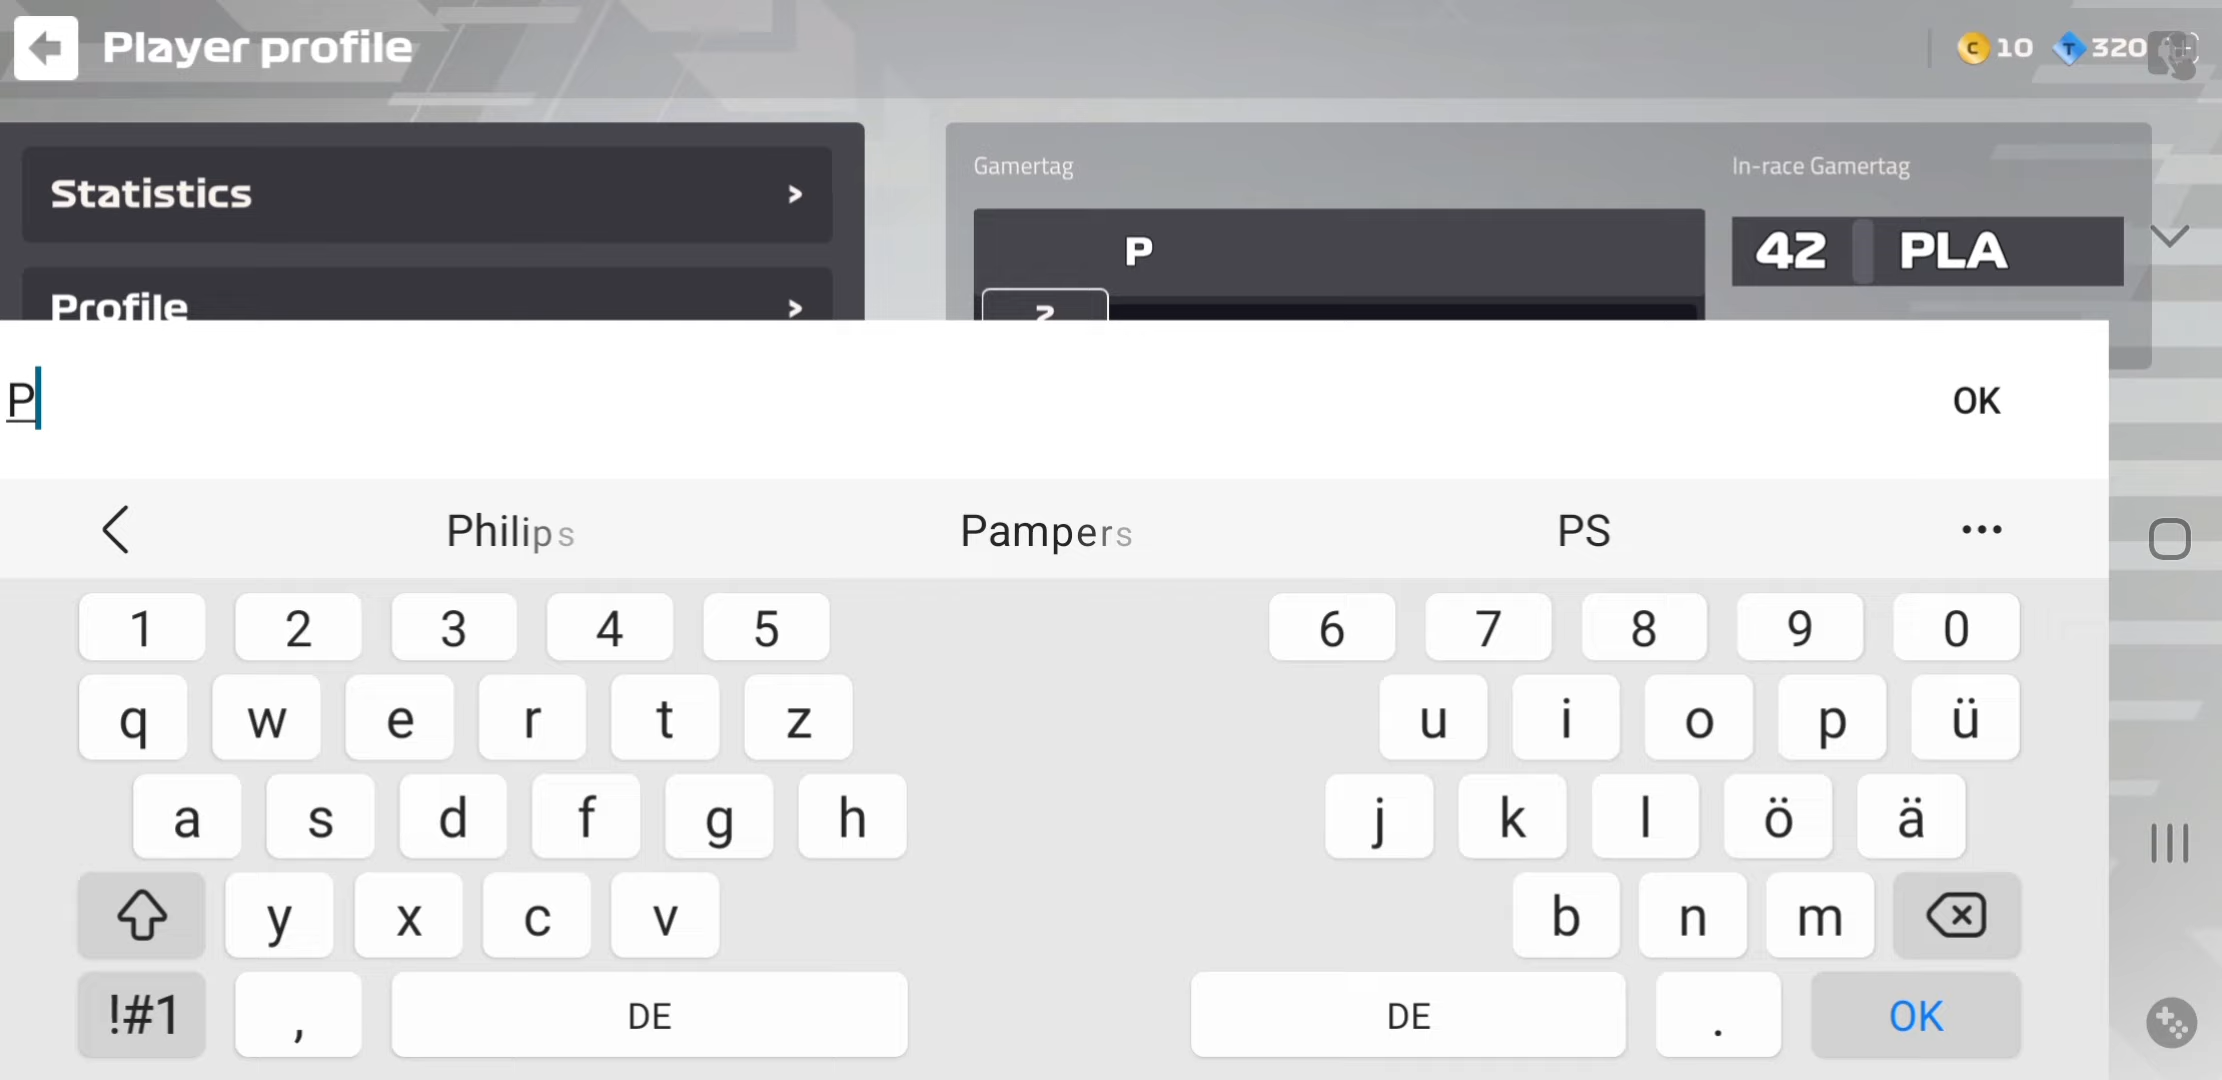 Player profile
C 10 T 320
Statistics >
Profile >
Gamertag
P
2
In-race Gamertag
42 PLA
P
OK
Philips Pampers PS ...
1 2 3 4 5 6 7 8 9 0
q w e r t z u i o p ü
a s d f g h j k l ö ä
y x c v b n m
!#1 , DE DE . OK